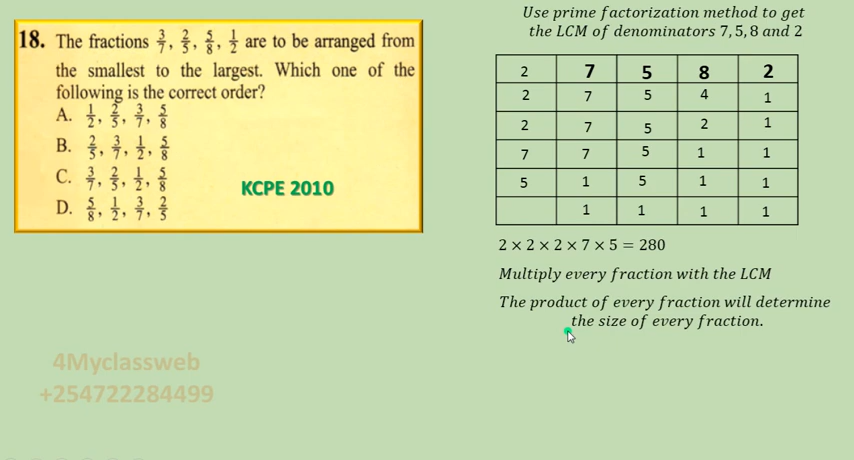 18. The fractions 3/7, 2/5, 5/8, 1/2 are to be arranged from
the smallest to the largest. Which one of the
following is the correct order?
A. 1/2, 2/5, 3/7, 5/8
B. 2/5, 3/7, 1/2, 5/8
C. 3/7, 2/5, 1/2, 5/8
D. 5/8, 1/2, 3/7, 2/5
KCPE 2010
4Myclassweb
+254722284499
Use prime factorization method to get
the LCM of denominators 7, 5, 8 and 2
2 7 5 8 2
2 7 5 4 1
2 7 5 2 1
7 7 5 1 1
5 1 5 1 1
1 1 1 1
2 × 2 × 2 × 7 × 5 = 280
Multiply every fraction with the LCM
The product of every fraction will determine
the size of every fraction.